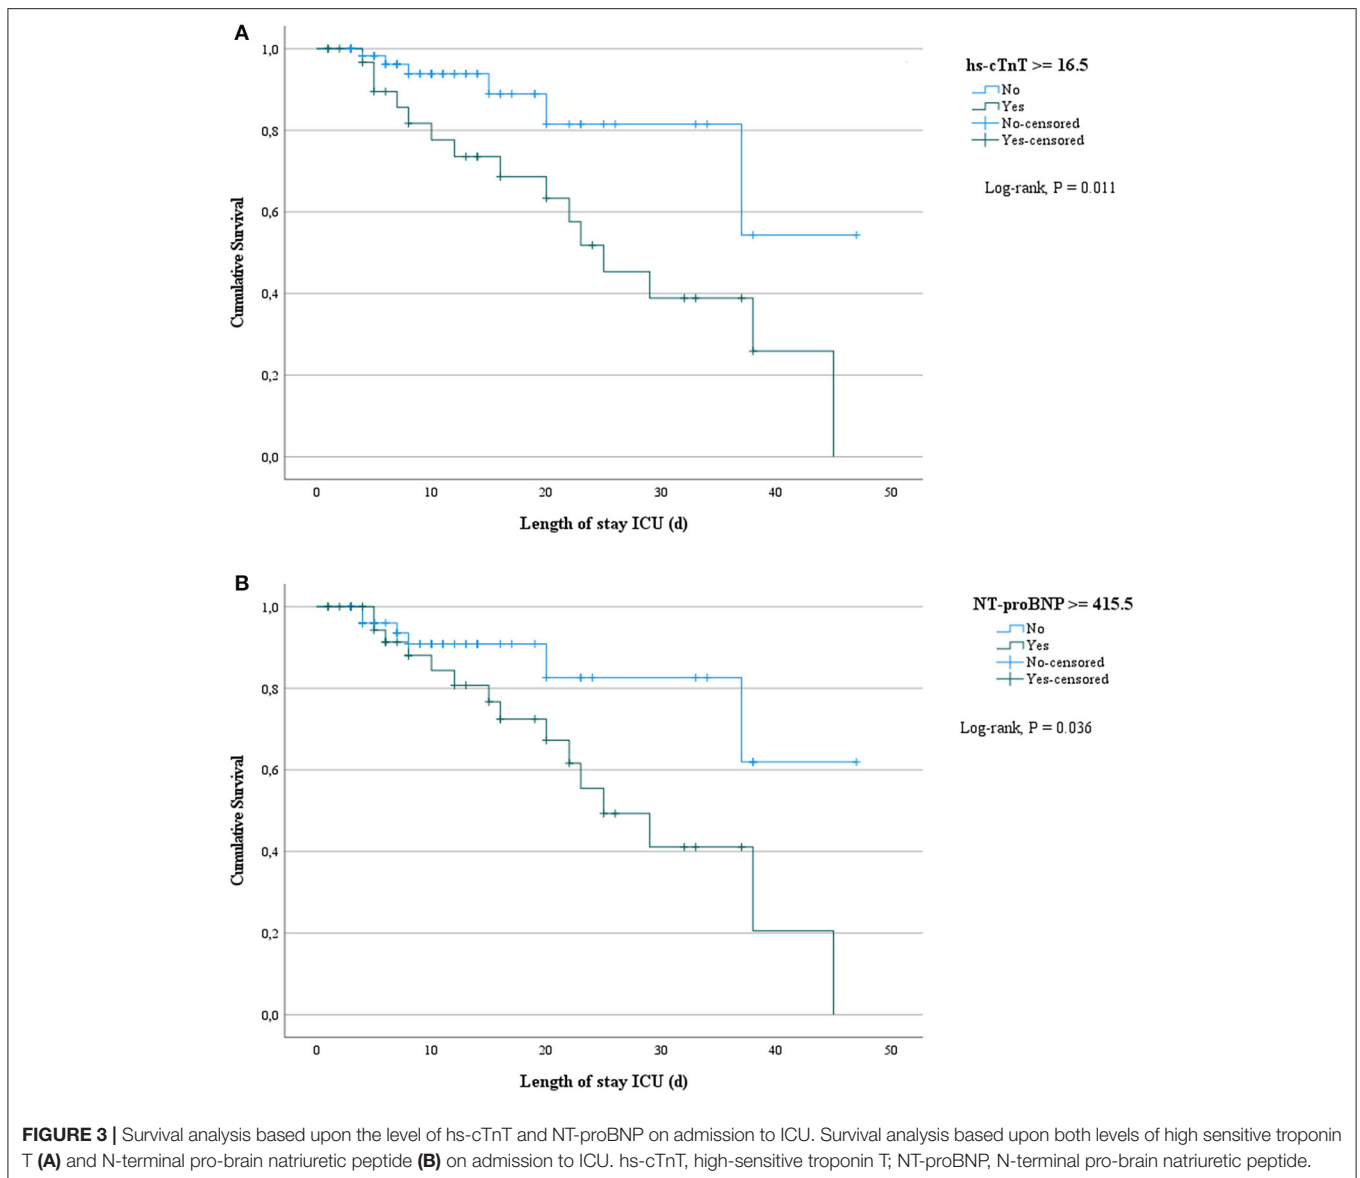 A
1,0
0,8
0,6
0,4
0,2
0,0
Cumulative Survival
0 10 20 30 40 50
Length of stay ICU (d)
hs-cTnT >= 16.5
No
Yes
No-censored
Yes-censored
Log-rank, P = 0.011
B
1,0
0,8
0,6
0,4
0,2
0,0
Cumulative Survival
0 10 20 30 40 50
Length of stay ICU (d)
NT-proBNP >= 415.5
No
Yes
No-censored
Yes-censored
Log-rank, P = 0.036
FIGURE 3 | Survival analysis based upon the level of hs-cTnT and NT-proBNP on admission to ICU. Survival analysis based upon both levels of high sensitive troponin
T (A) and N-terminal pro-brain natriuretic peptide (B) on admission to ICU. hs-cTnT, high-sensitive troponin T; NT-proBNP, N-terminal pro-brain natriuretic peptide.